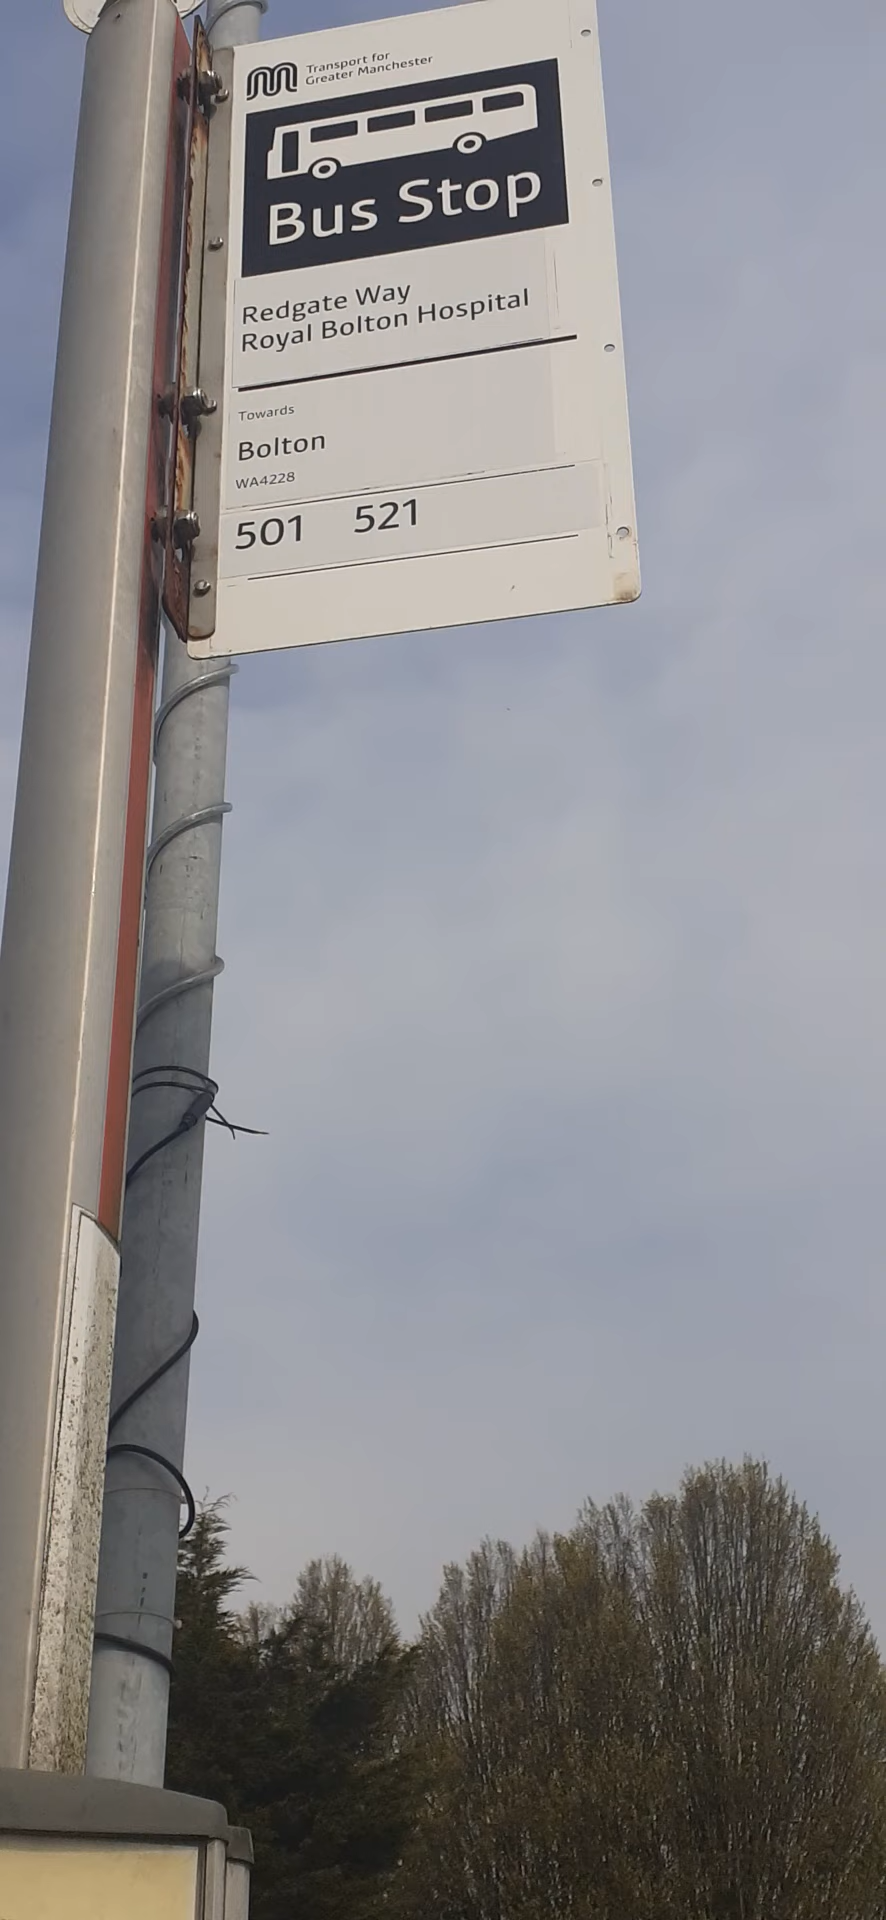 Transport for
Greater Manchester
Bus Stop
Redgate Way
Royal Bolton Hospital
Towards
Bolton
WA4228
501 521